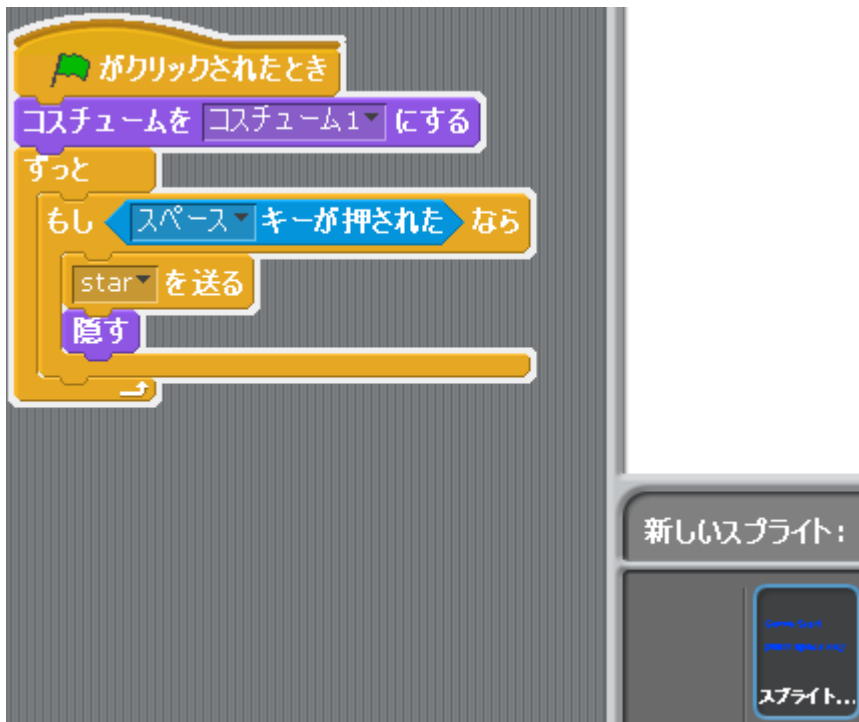 がクリックされたとき
コスチュームを コスチューム1 にする
ずっと
もし スペース キーが押された なら
star を送る
隠す
新しいスプライト:
スプライト...